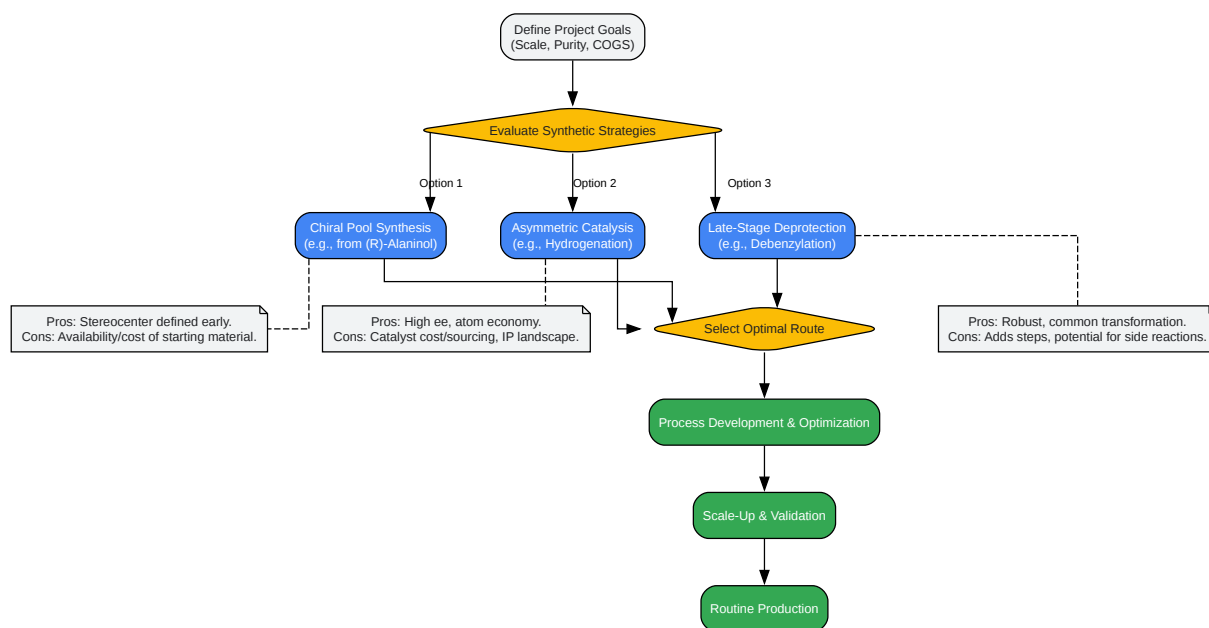 Define Project Goals
(Scale, Purity, COGS)
Evaluate Synthetic Strategies
Option 1
Option 2
Option 3
Chiral Pool Synthesis
(e.g., from (R)-Alaninol)
Asymmetric Catalysis
(e.g., Hydrogenation)
Late-Stage Deprotection
(e.g., Debenzylation)
Pros: Stereocenter defined early.
Cons: Availability/cost of starting material.
Pros: High ee, atom economy.
Cons: Catalyst cost/sourcing, IP landscape.
Select Optimal Route
Pros: Robust, common transformation.
Cons: Adds steps, potential for side reactions.
Process Development & Optimization
Scale-Up & Validation
Routine Production